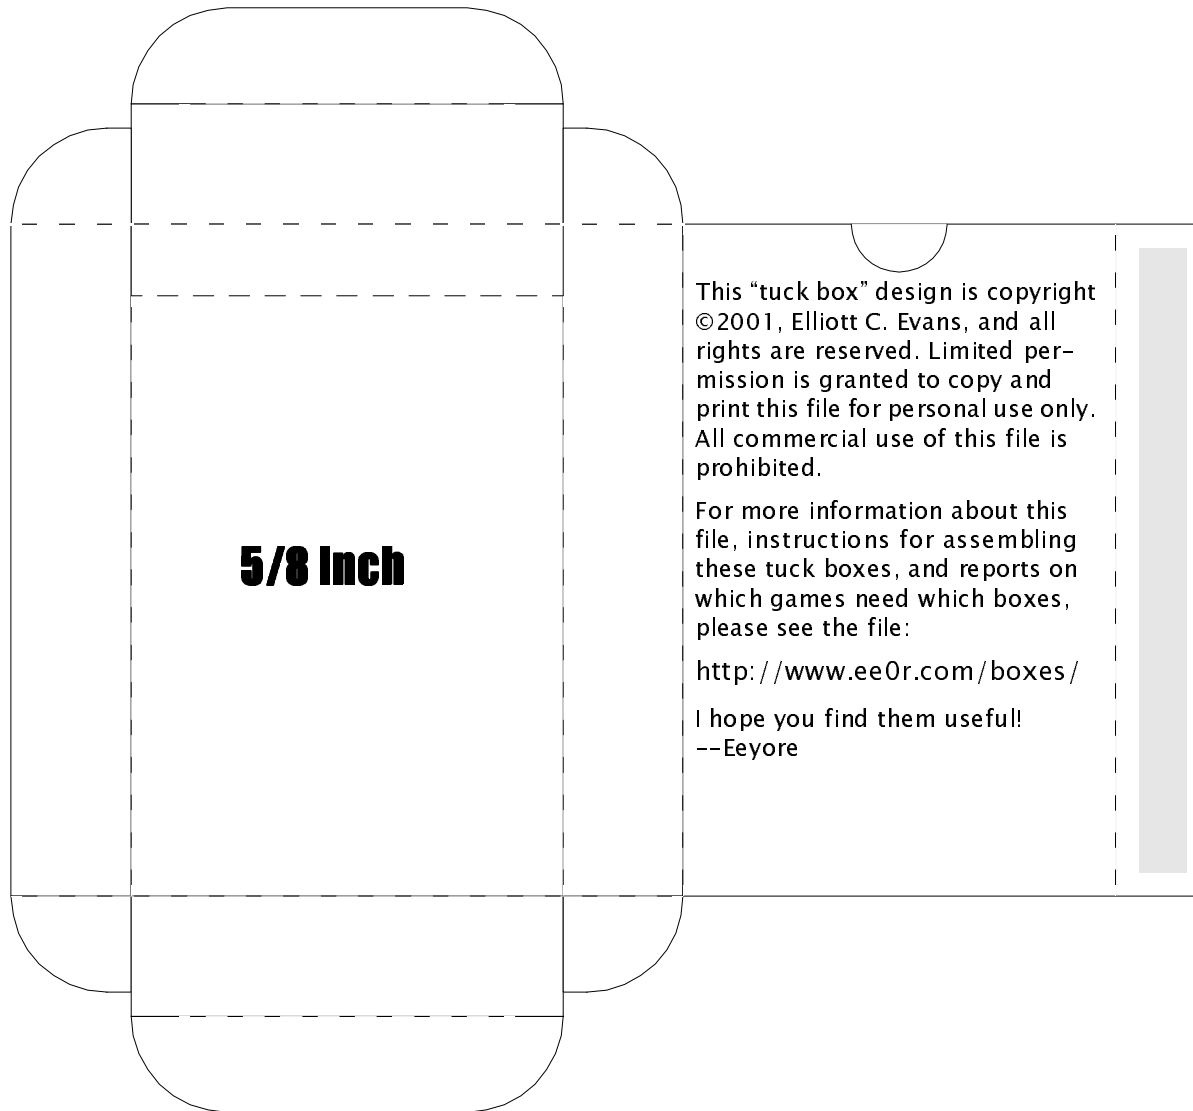 5/8 Inch
This “tuck box” design is copyright
©2001, Elliott C. Evans, and all
rights are reserved. Limited per-
mission is granted to copy and
print this file for personal use only.
All commercial use of this file is
prohibited.
For more information about this
file, instructions for assembling
these tuck boxes, and reports on
which games need which boxes,
please see the file:
http://www.ee0r.com/boxes/
I hope you find them useful!
--Eeyore